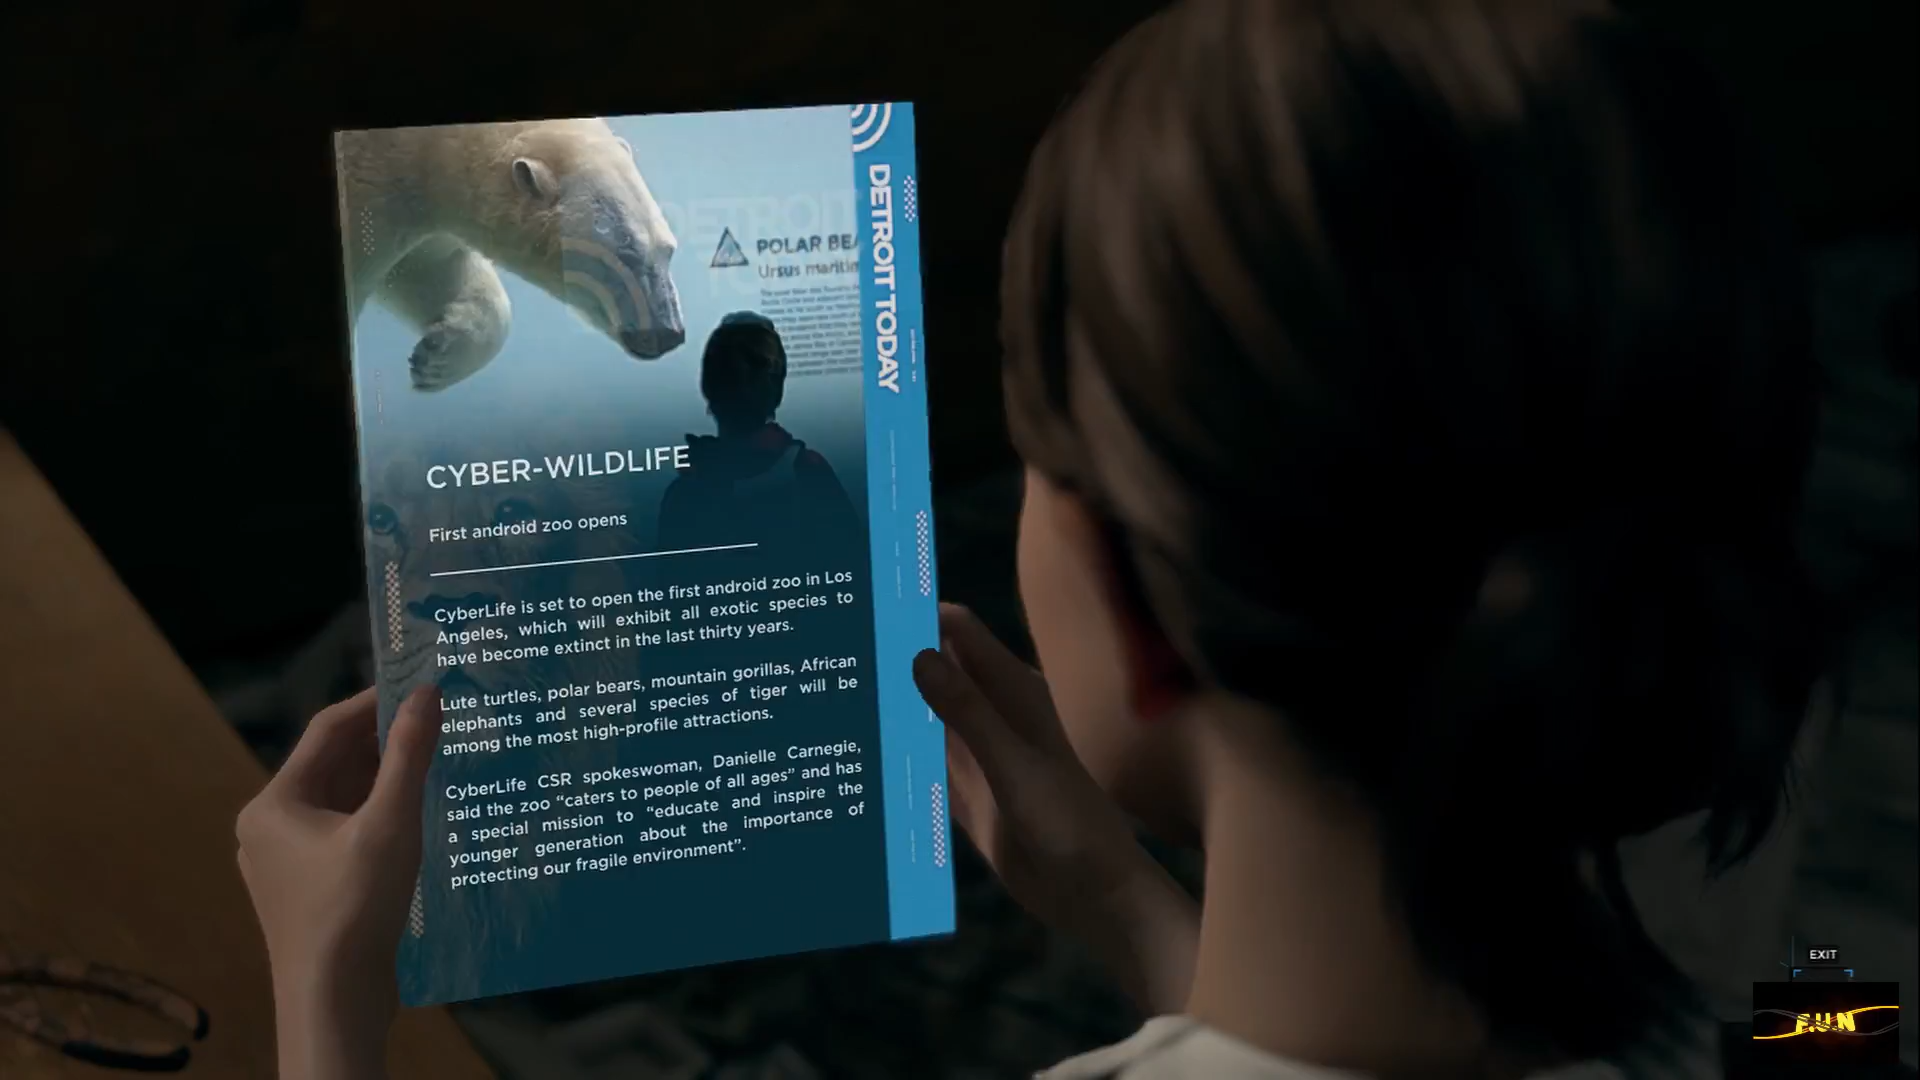 DETROIT TODAY
POLAR BEA
Ursus maritim
CYBER-WILDLIFE
First android zoo opens
CyberLife is set to open the first android zoo in Los
Angeles, which will exhibit all exotic species to
have become extinct in the last thirty years.
Lute turtles, polar bears, mountain gorillas, African
elephants and several species of tiger will be
among the most high-profile attractions.
CyberLife CSR spokeswoman, Danielle Carnegie,
said the zoo “caters to people of all ages” and has
a special mission to “educate and inspire the
younger generation about the importance of
protecting our fragile environment”.
EXIT
F.U.N